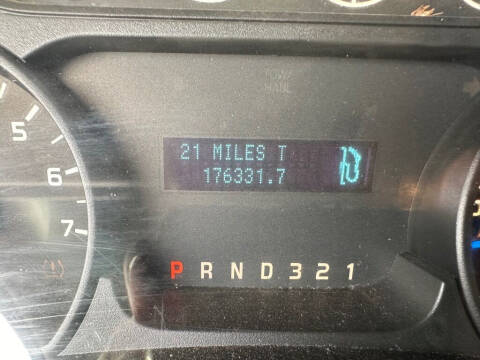 TOW/
HAUL
21 MILES T
176331.7
5
6
7
P R N D 3 2 1